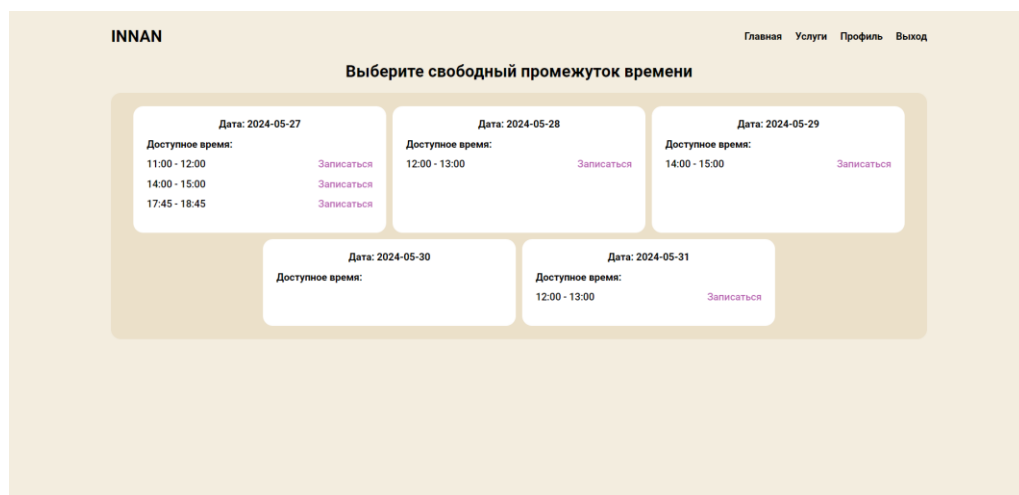 INNAN
Главная Услуги Профиль Выход
Выберите свободный промежуток времени
Дата: 2024-05-27
Доступное время:
11:00 - 12:00 Записаться
14:00 - 15:00 Записаться
17:45 - 18:45 Записаться
Дата: 2024-05-28
Доступное время:
12:00 - 13:00 Записаться
Дата: 2024-05-29
Доступное время:
14:00 - 15:00 Записаться
Дата: 2024-05-30
Доступное время:
Дата: 2024-05-31
Доступное время:
12:00 - 13:00 Записаться